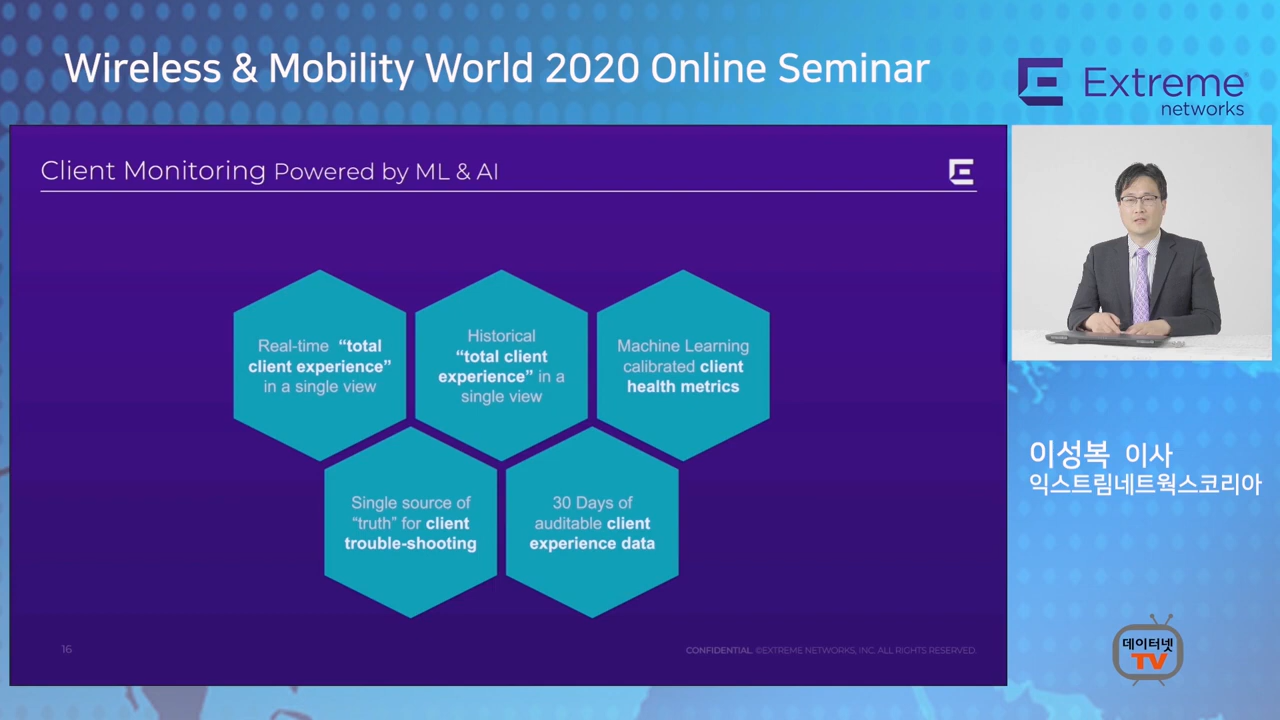 Wireless & Mobility World 2020 Online Seminar
Extreme
networks
Client Monitoring Powered by ML & AI
Real-time “total
client experience”
in a single view
Historical
“total client
experience” in a
single view
Machine Learning
calibrated client
health metrics
Single source of
“truth” for client
trouble-shooting
30 Days of
auditable client
experience data
16
CONFIDENTIAL. ©EXTREME NETWORKS, INC. ALL RIGHTS RESERVED.
이성복 이사
익스트림네트웍스코리아
데이터넷
TV